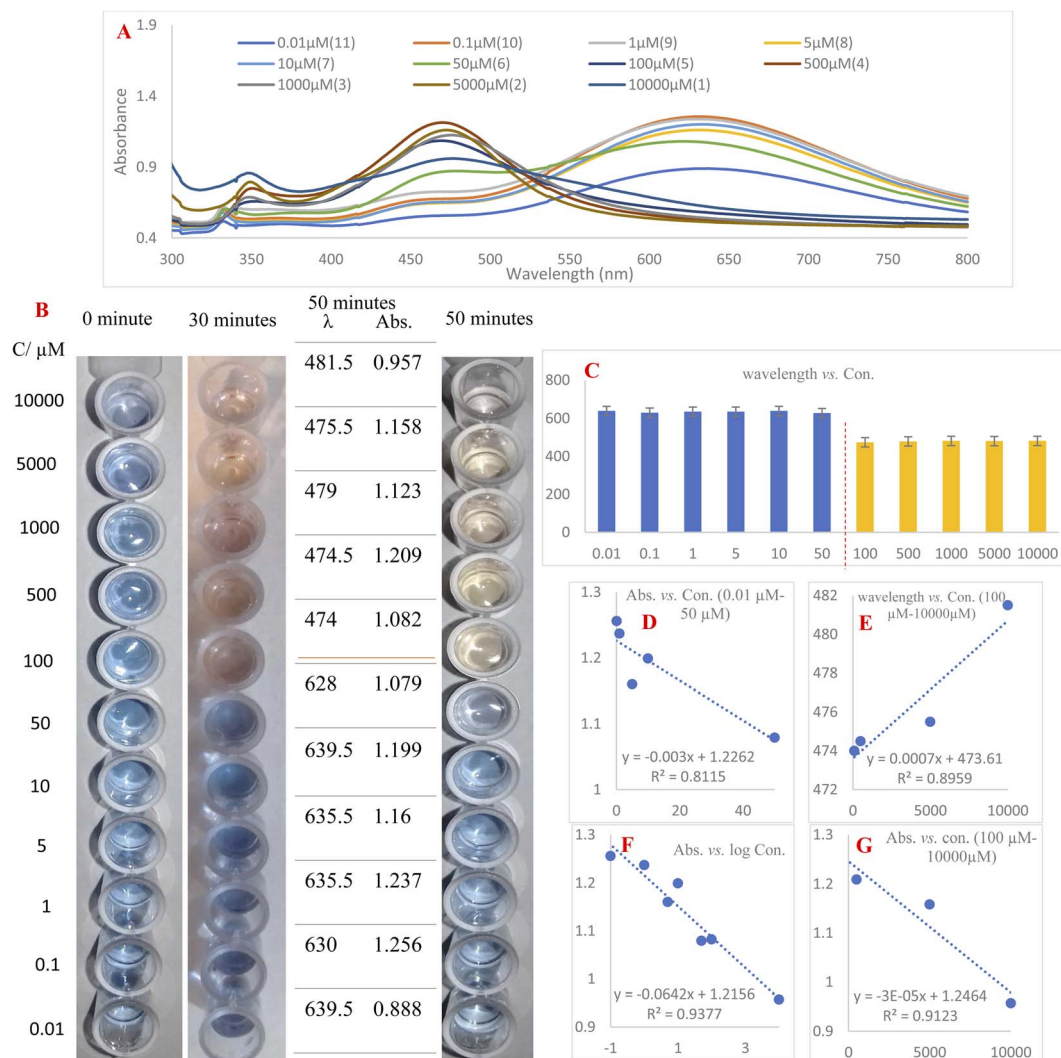 A
1.9
1.4
0.9
0.4
Absorbance
0.01µM(11) 0.1µM(10) 1µM(9) 5µM(8)
10µM(7) 50µM(6) 100µM(5) 500µM(4)
1000µM(3) 5000µM(2) 10000µM(1)
300 350 400 450 500 550 600 650 700 750 800
Wavelength (nm)
B
0 minute
30 minutes
50 minutes
λ Abs.
50 minutes
C/ µM
10000
5000
1000
500
100
50
10
5
1
0.1
0.01
481.5 0.957
475.5 1.158
479 1.123
474.5 1.209
474 1.082
628 1.079
639.5 1.199
635.5 1.16
635.5 1.237
630 1.256
639.5 0.888
C
wavelength vs. Con.
800
600
400
200
0
0.01 0.1 1 5 10 50 100 500 1000 5000 10000
D
Abs. vs. Con. (0.01 µM-
50 µM)
1.3
1.2
1.1
1
y = -0.003x + 1.2262
R² = 0.8115
0 20 40
E
wavelength vs. Con. (100
µM-10000µM)
482
480
478
476
474
472
y = 0.0007x + 473.61
R² = 0.8959
0 5000 10000
F
Abs. vs. log Con.
1.3
1.2
1.1
1
0.9
y = -0.0642x + 1.2156
R² = 0.9377
-1 1 3
G
Abs. vs. con. (100 µM-
10000µM)
1.3
1.2
1.1
1
0.9
y = -3E-05x + 1.2464
R² = 0.9123
0 5000 10000